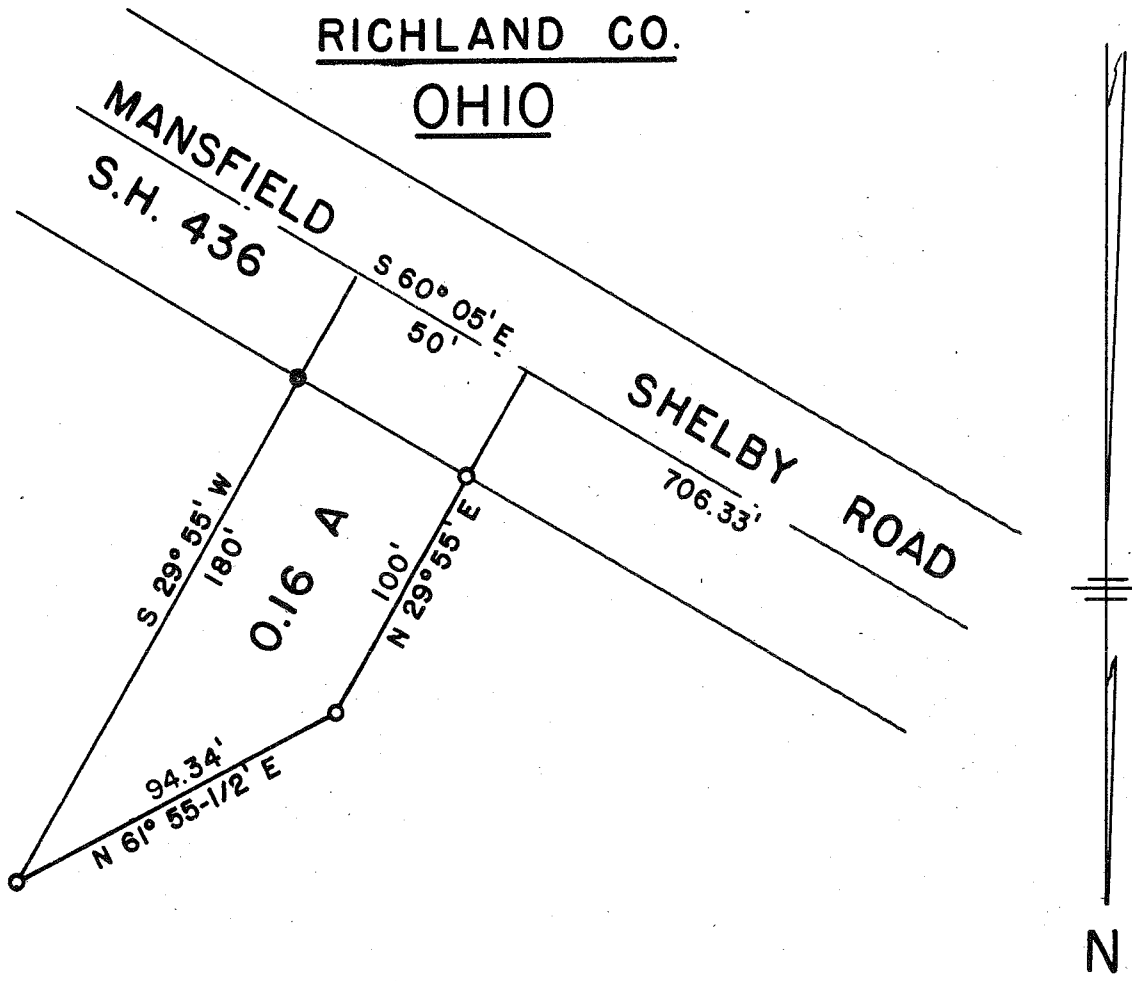 RICHLAND CO.
OHIO
MANSFIELD SHELBY ROAD
S.H. 436
S 60° 05' E
50'
706.33'
S 29° 55' W
180'
0.16 A
100'
N 29° 55' E
94.34'
N 61° 55-1/2' E
N